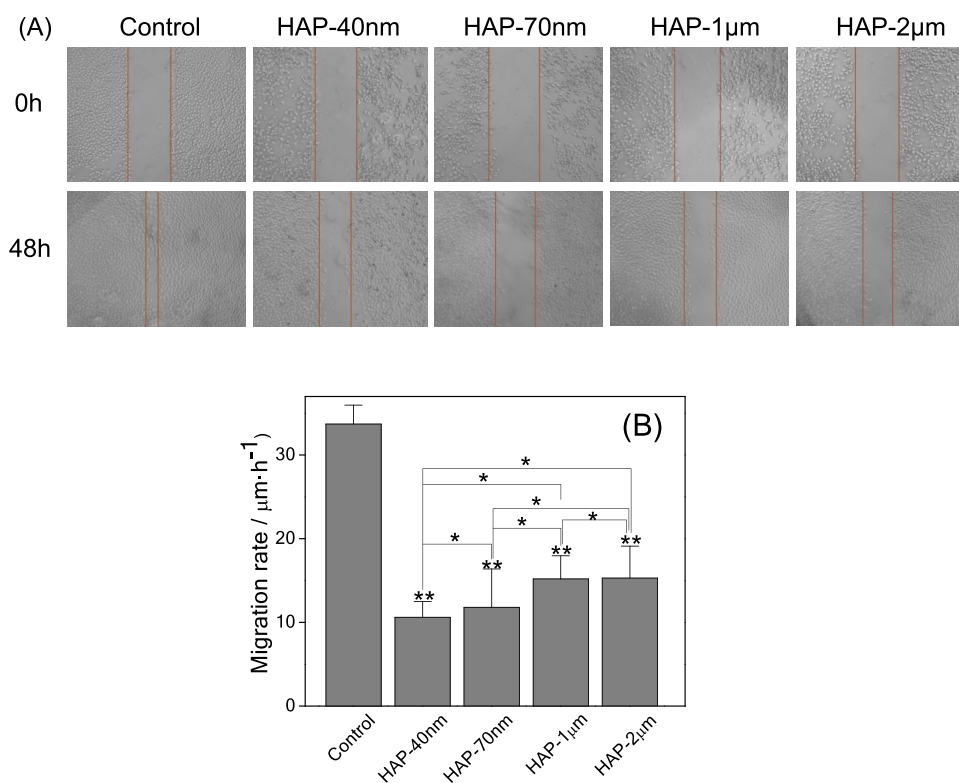 (A) Control HAP-40nm HAP-70nm HAP-1μm HAP-2μm
0h
48h
(B)
Migration rate / μm·h⁻¹)
30
20
10
0
*
*
*
*
*
*
** ** ** **
Control HAP-40nm HAP-70nm HAP-1μm HAP-2μm